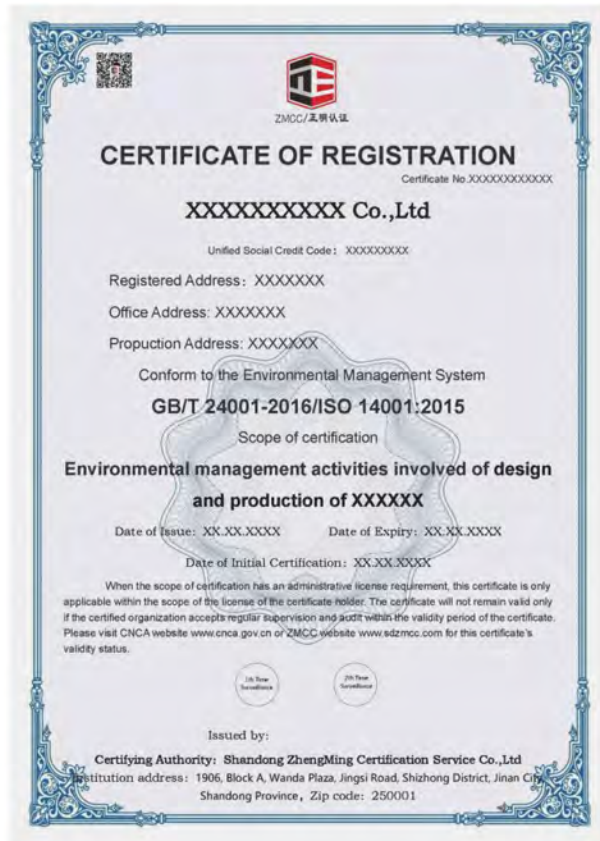 ZMCC/正明认证
CERTIFICATE OF REGISTRATION
Certificate No.XXXXXXXXXXXX
XXXXXXXXXX Co.,Ltd
Unified Social Credit Code: XXXXXXXXX
Registered Address: XXXXXXX
Office Address: XXXXXXX
Propuction Address: XXXXXXX
Conform to the Environmental Management System
GB/T 24001-2016/ISO 14001:2015
Scope of certification
Environmental management activities involved of design
and production of XXXXXX
Date of Issue: XX.XX.XXXX Date of Expiry: XX.XX.XXXX
Date of Initial Certification: XX.XX.XXXX
When the scope of certification has an administrative license requirement, this certificate is only
applicable within the scope of the license of the certificate holder. The certificate will not remain valid only
if the certified organization accepts regular supervision and audit within the validity period of the certificate.
Please visit CNCA website www.cnca.gov.cn or ZMCC website www.sdzmcc.com for this certificate's
validity status.
Surveillance
Surveillance
Issued by:
Certifying Authority: Shandong ZhengMing Certification Service Co.,Ltd
Institution address: 1906, Block A, Wanda Plaza, Jingsi Road, Shizhong District, Jinan City,
Shandong Province, Zip code: 250001